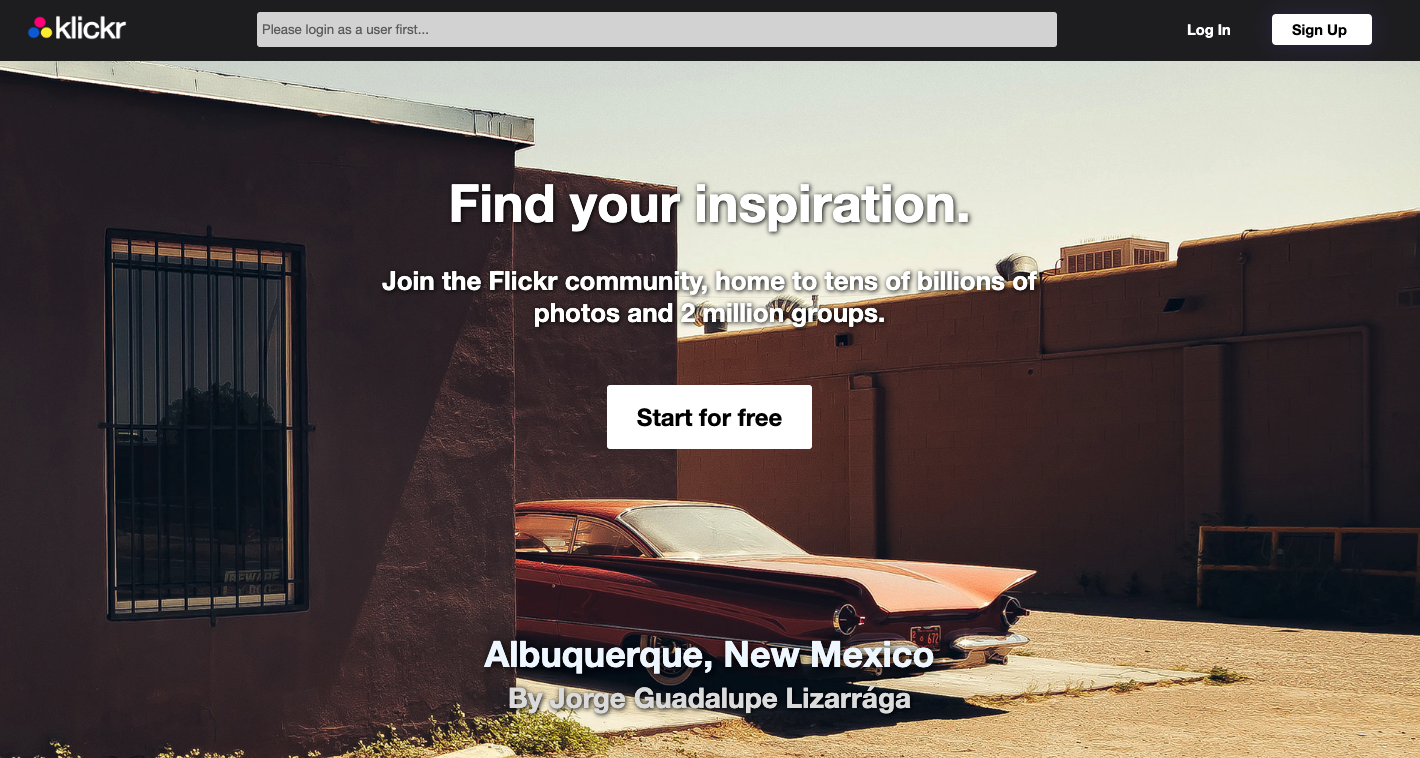 klickr
Please login as a user first...
Log In
Sign Up
Find your inspiration.
Join the Flickr community, home to tens of billions of
photos and 2 million groups.
Start for free
BEWARE
672
Albuquerque, New Mexico
By Jorge Guadalupe Lizarrága